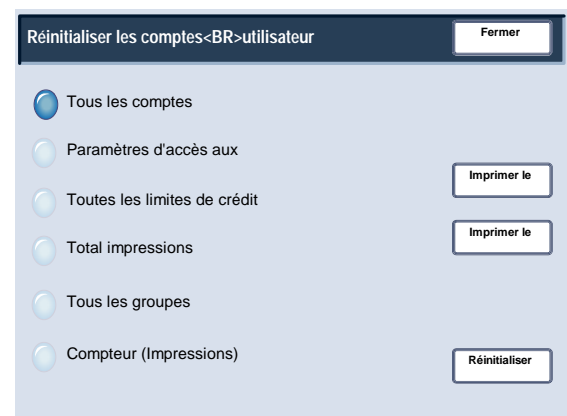 Réinitialiser les comptes<BR>utilisateur
Fermer
Tous les comptes
Paramètres d'accès aux
Imprimer le
Toutes les limites de crédit
Imprimer le
Total impressions
Tous les groupes
Compteur (Impressions)
Réinitialiser